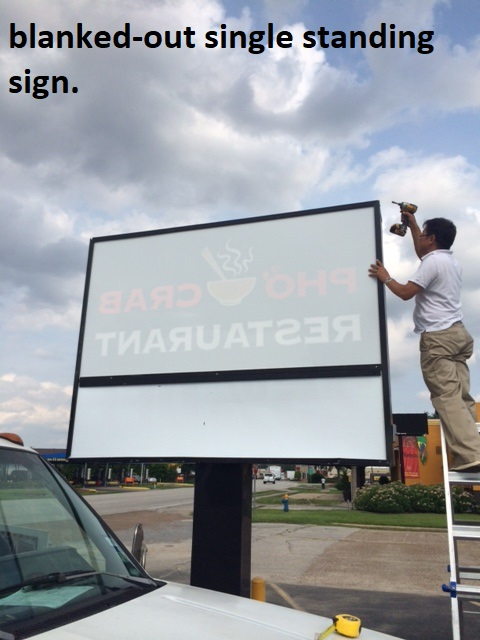 blanked-out single standing
sign.
PHỞ CRAB
RESTAURANT